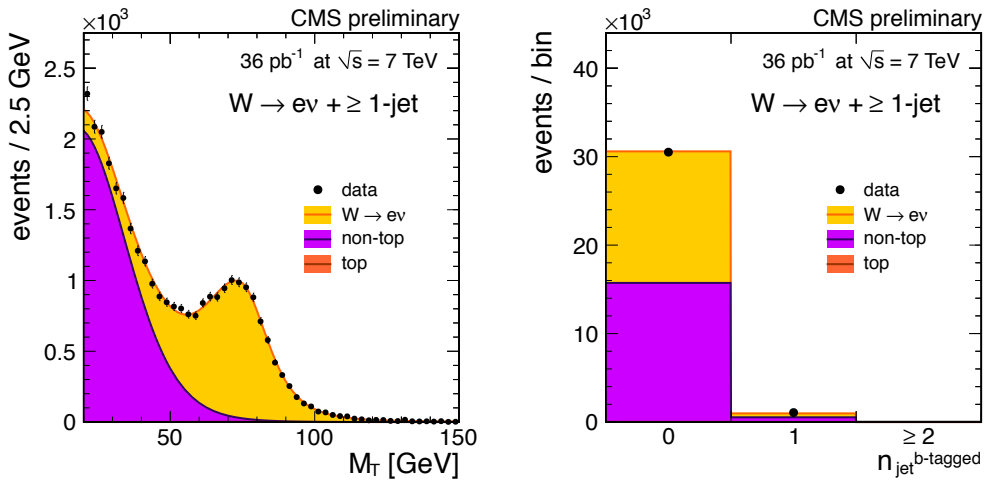 ×10³ CMS preliminary
36 pb⁻¹ at √s = 7 TeV
W → eν + ≥ 1-jet
data
W → eν
non-top
top
events / 2.5 GeV
2.5
2
1.5
1
0.5
0
50 100 150
M_T [GeV]
×10³ CMS preliminary
36 pb⁻¹ at √s = 7 TeV
W → eν + ≥ 1-jet
data
W → eν
non-top
top
events / bin
40
30
20
10
0
0 1 ≥ 2
n_jet^b-tagged